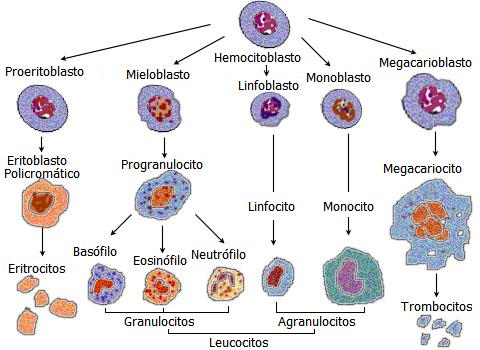 Hemocitoblasto
Proeritoblasto
Mieloblasto
Linfoblasto
Monoblasto
Megacarioblasto
Eritoblasto
Policromático
Progranulocito
Megacariocito
Linfocito
Monocito
Basófilo
Eosinófilo
Neutrófilo
Eritrocitos
Trombocitos
Granulocitos
Agranulocitos
Leucocitos